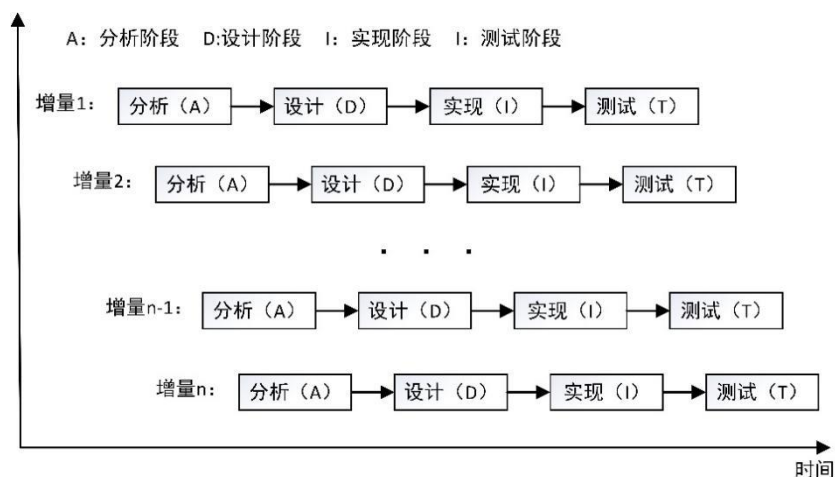 A：分析阶段 D:设计阶段 I：实现阶段 I：测试阶段
增量1： 分析（A） 设计（D） 实现（I） 测试（T）
增量2： 分析（A） 设计（D） 实现（I） 测试（T）
. . .
增量n-1： 分析（A） 设计（D） 实现（I） 测试（T）
增量n： 分析（A） 设计（D） 实现（I） 测试（T）
时间